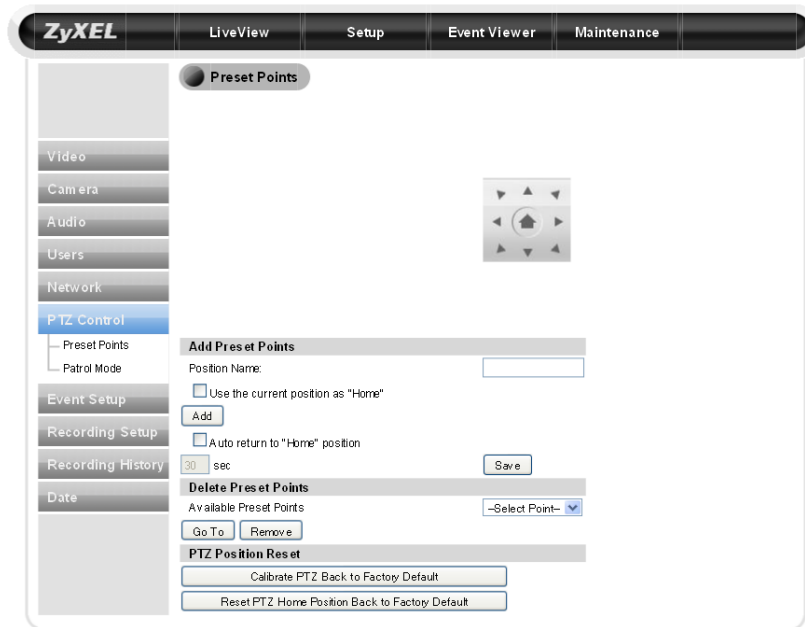 ZyXEL
LiveView Setup Event Viewer Maintenance
Preset Points
Video
Camera
Audio
Users
Network
PTZ Control
Preset Points
Patrol Mode
Event Setup
Recording Setup
Recording History
Date
Add Preset Points
Position Name:
Use the current position as "Home"
Add
Auto return to "Home" position
30 sec Save
Delete Preset Points
Available Preset Points --Select Point--
Go To Remove
PTZ Position Reset
Calibrate PTZ Back to Factory Default
Reset PTZ Home Position Back to Factory Default